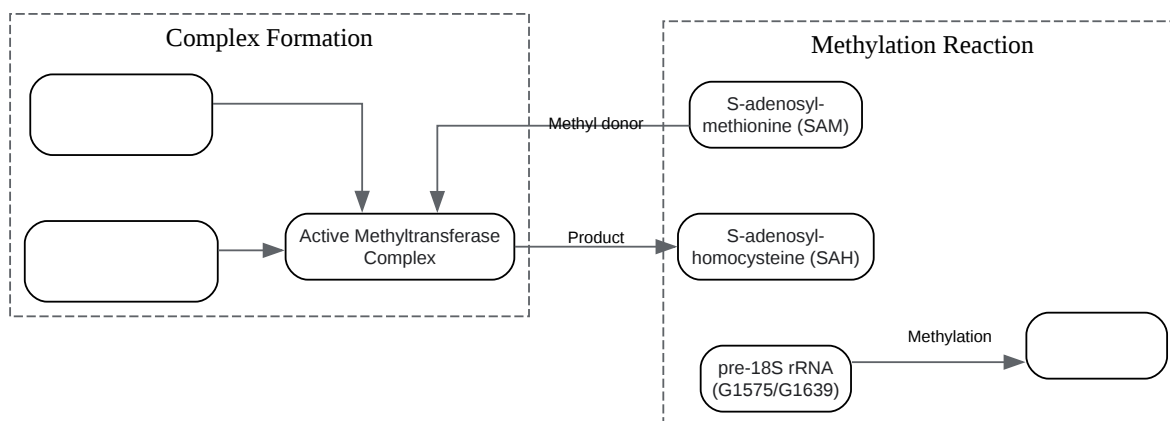 Complex Formation
Active Methyltransferase
Complex
Methyl donor
Product
Methylation Reaction
S-adenosyl-
methionine (SAM)
S-adenosyl-
homocysteine (SAH)
pre-18S rRNA
(G1575/G1639)
Methylation